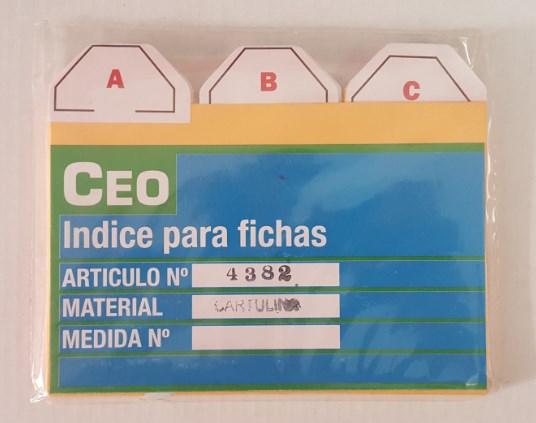 A B C
CEO
Indice para fichas
ARTICULO Nº 4382
MATERIAL CARTULINA
MEDIDA Nº